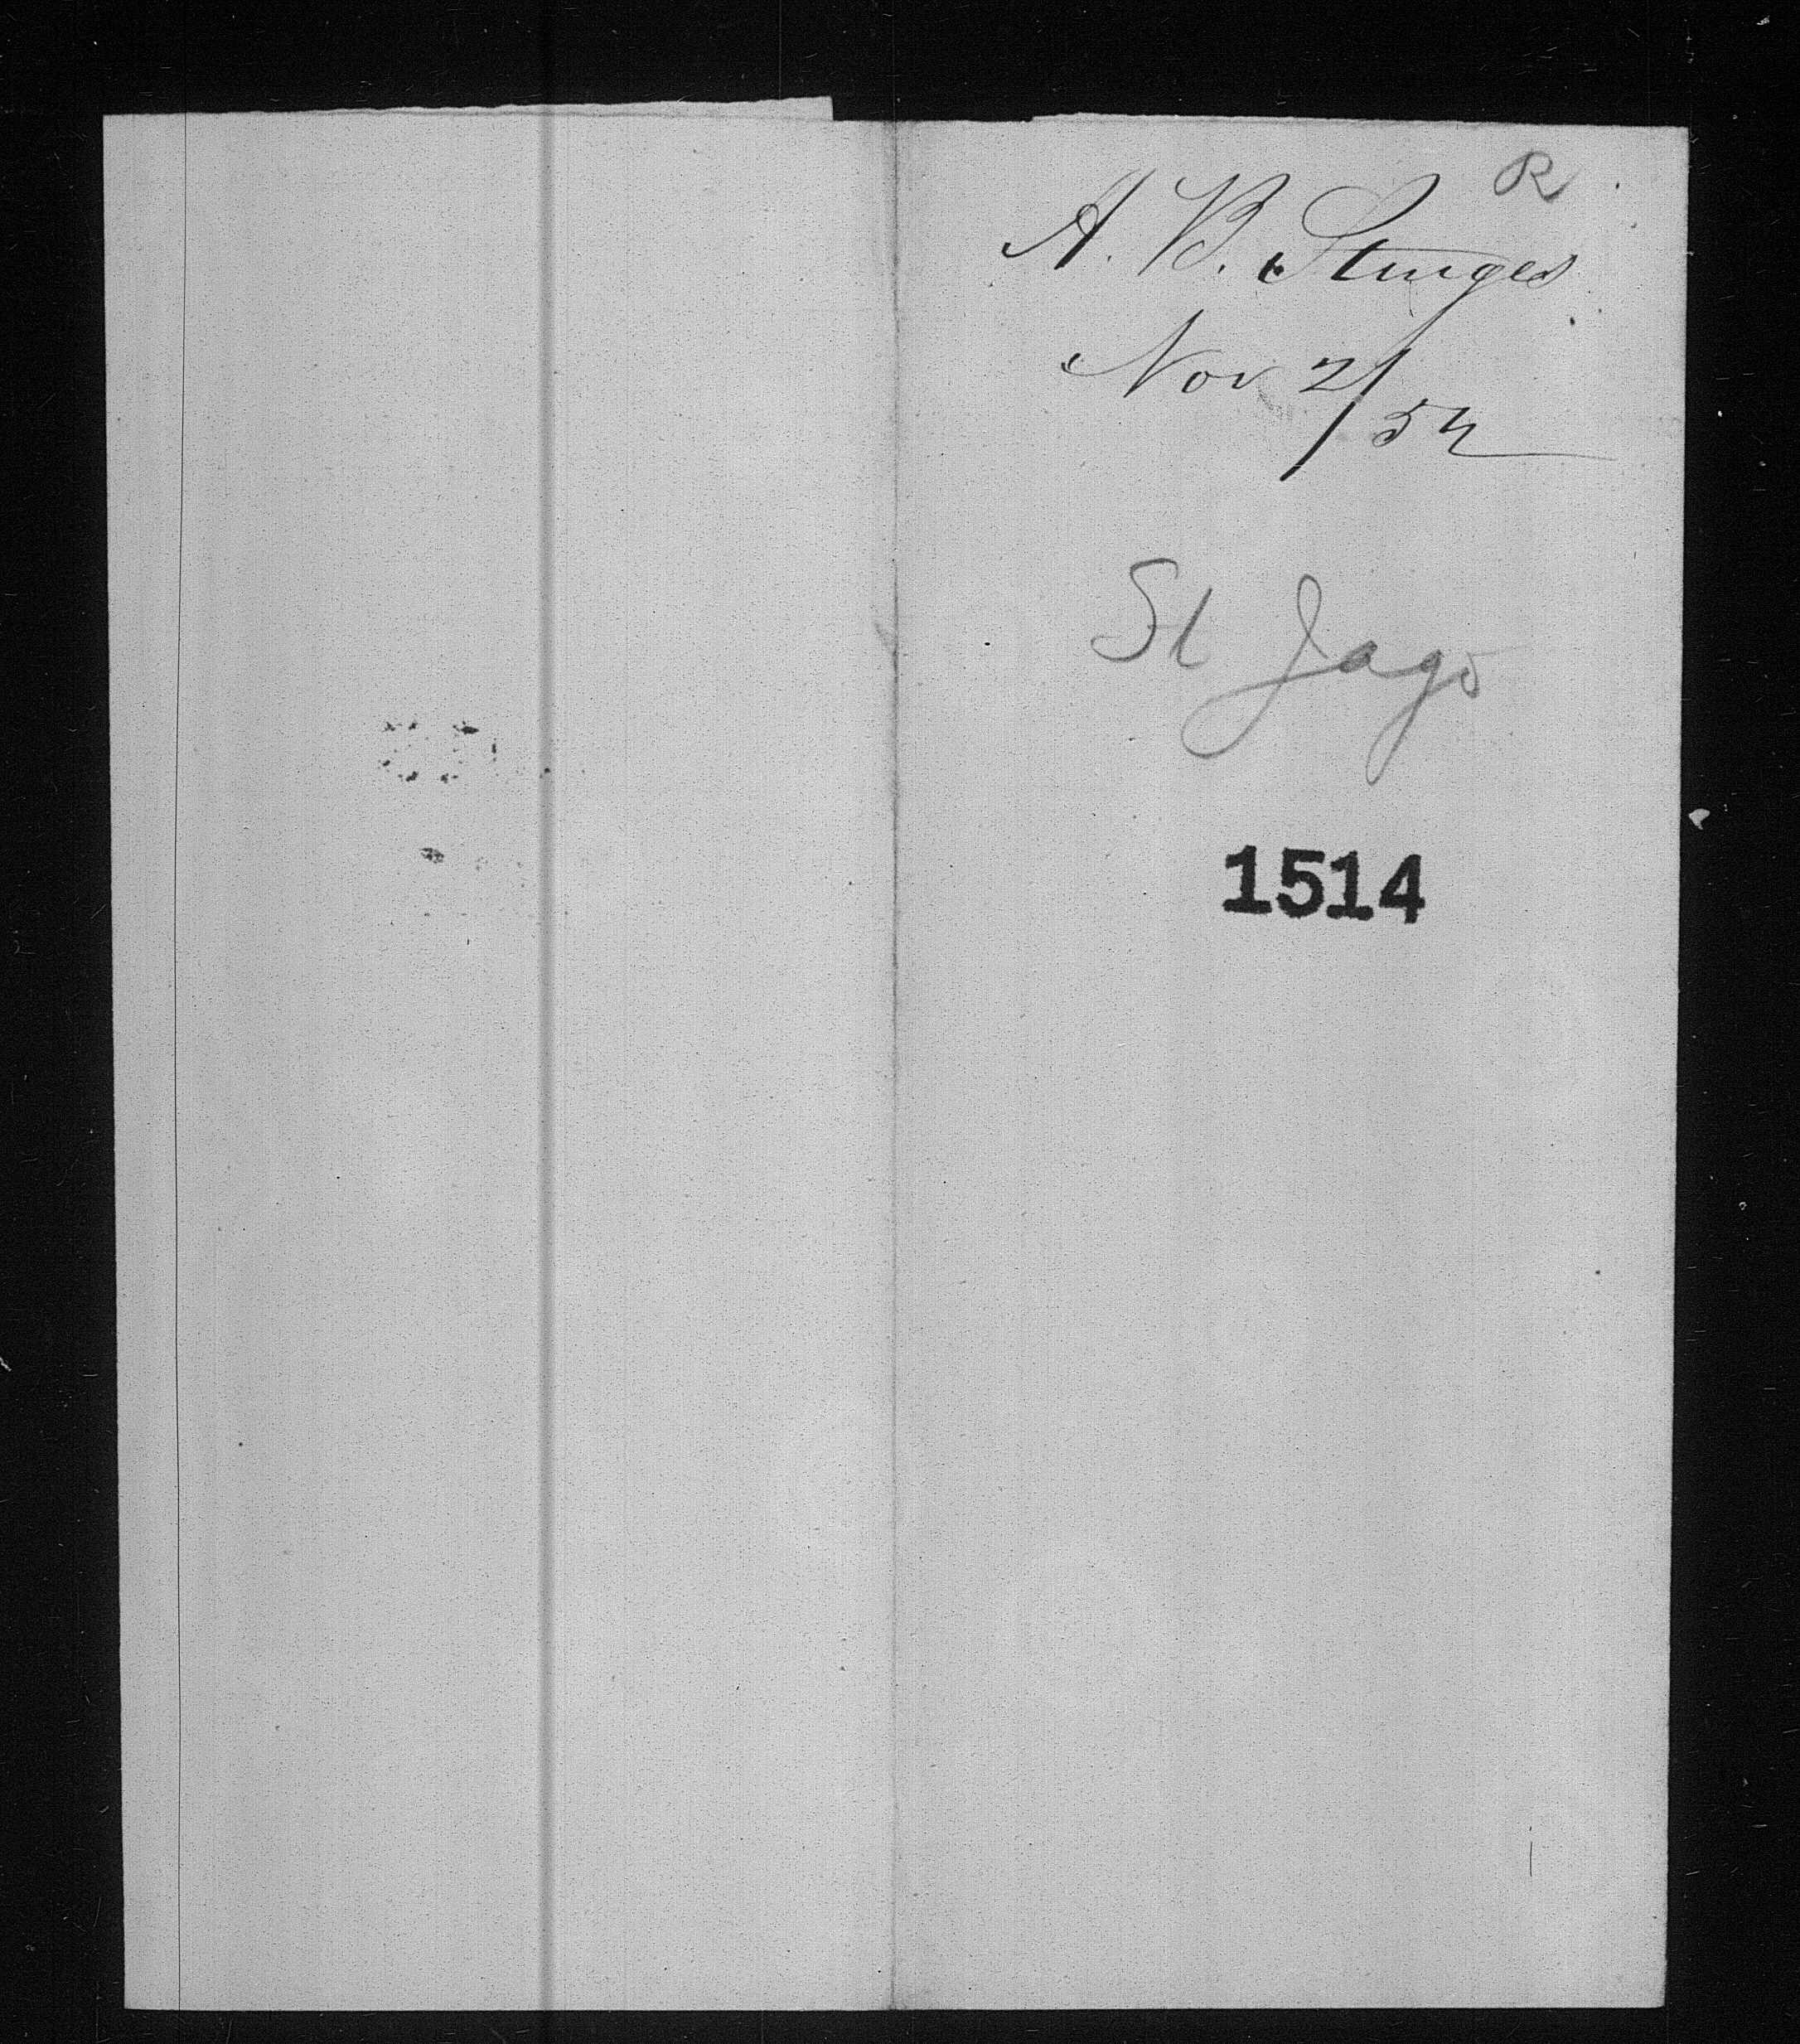 R
A. B. Sturges
Nov 2/54
St Jago
1514